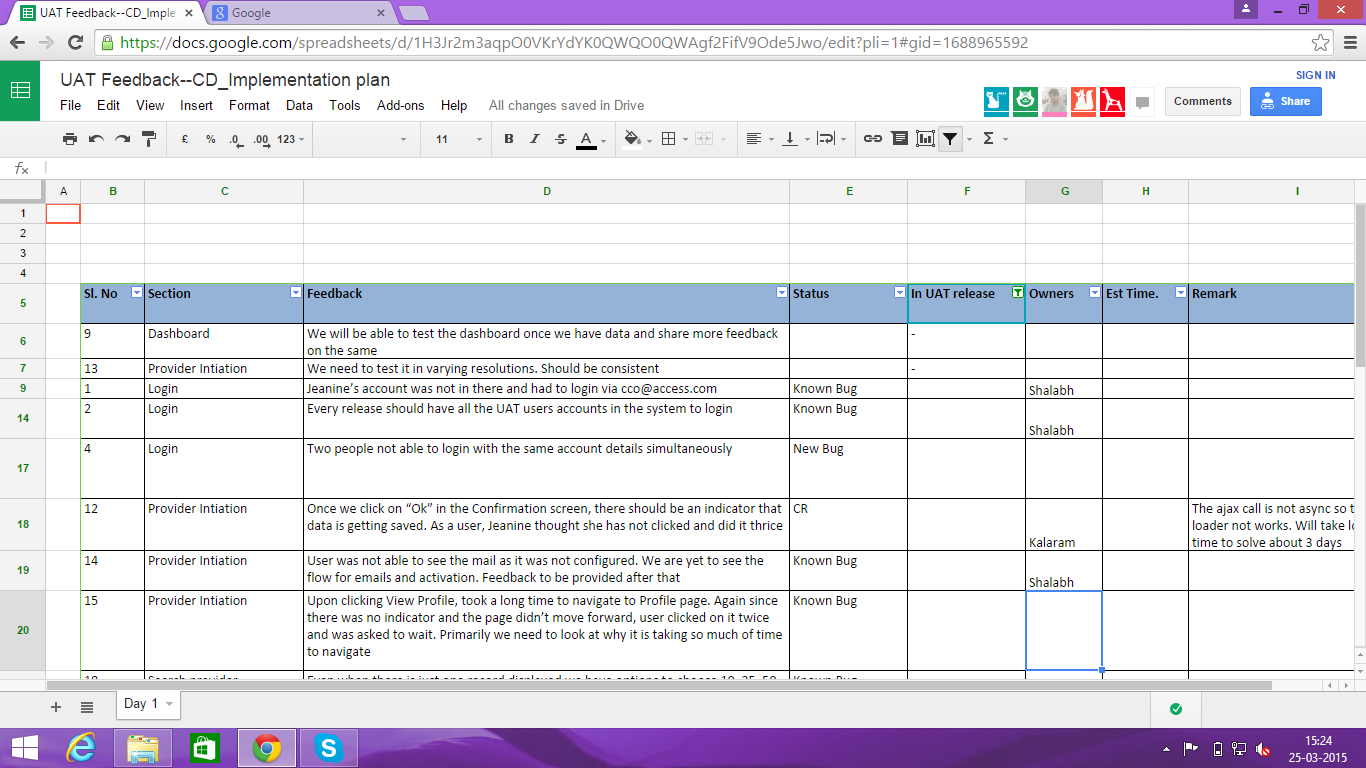 UAT Feedback--CD_Imple
Google
https://docs.google.com/spreadsheets/d/1H3Jr2m3aqpO0VKrYdYK0QWQO0QWAgf2FifV9Ode5Jwo/edit?pli=1#gid=1688965592
UAT Feedback--CD_Implementation plan
SIGN IN
File Edit View Insert Format Data Tools Add-ons Help All changes saved in Drive
Comments Share
£ % .0 .00 123 11 B I S A Σ
fx
A B C D E F G H I
1
2
3
4
5 Sl. No Section Feedback Status In UAT release Owners Est Time. Remark
6 9 Dashboard We will be able to test the dashboard once we have data and share more feedback -
on the same
7 13 Provider Intiation We need to test it in varying resolutions. Should be consistent -
9 1 Login Jeanine's account was not in there and had to login via cco@access.com Known Bug Shalabh
14 2 Login Every release should have all the UAT users accounts in the system to login Known Bug
Shalabh
17 4 Login Two people not able to login with the same account details simultaneously New Bug
18 12 Provider Intiation Once we click on “Ok” in the Confirmation screen, there should be an indicator that CR The ajax call is not async so t
data is getting saved. As a user, Jeanine thought she has not clicked and did it thrice loader not works. Will take lo
Kalaram time to solve about 3 days
19 14 Provider Intiation User was not able to see the mail as it was not configured. We are yet to see the Known Bug
flow for emails and activation. Feedback to be provided after that Shalabh
20 15 Provider Intiation Upon clicking View Profile, took a long time to navigate to Profile page. Again since Known Bug
there was no indicator and the page didn't move forward, user clicked on it twice
and was asked to wait. Primarily we need to look at why it is taking so much of time
to navigate
Day 1
15:24
25-03-2015